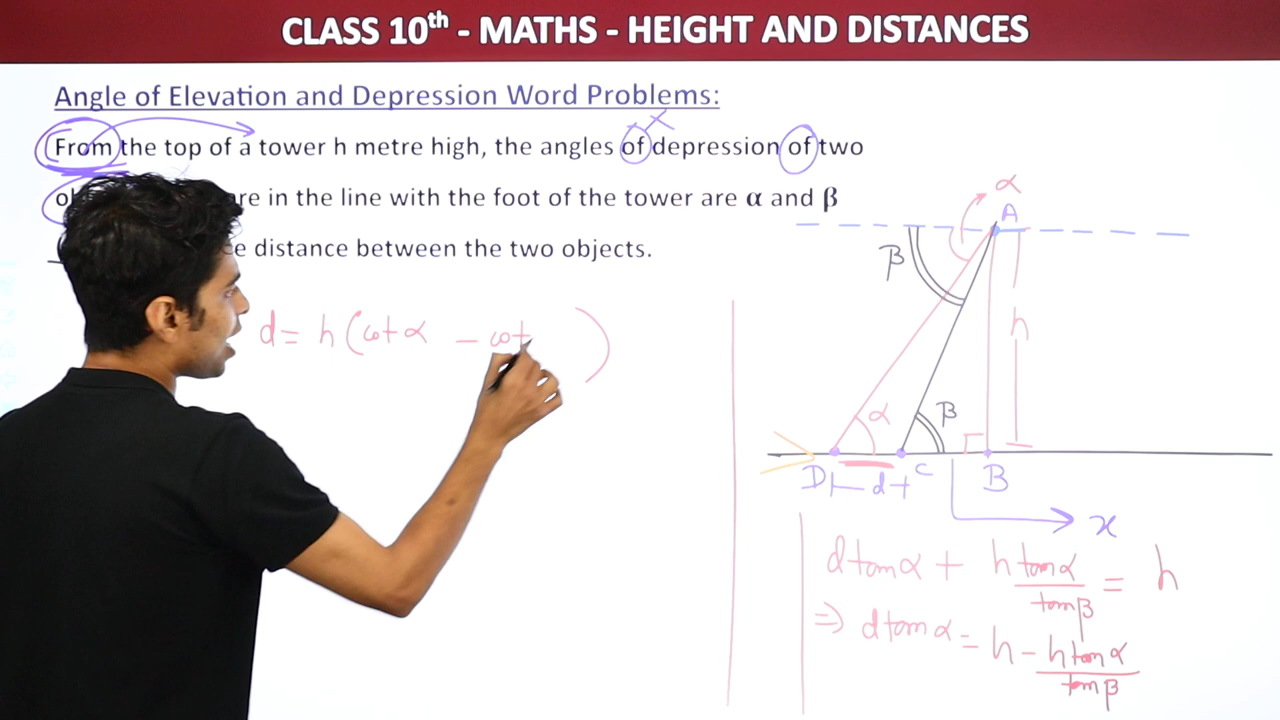 CLASS 10th - MATHS - HEIGHT AND DISTANCES
Angle of Elevation and Depression Word Problems:
From the top of a tower h metre high, the angles of depression of two
are in the line with the foot of the tower are α and β
distance between the two objects.
d = h (cot α - cot )
α
A
β
h
α
β
D
d
C
B
x
d tan α + h tan α / tan β = h
⇒ d tan α = h - h tan α / tan β